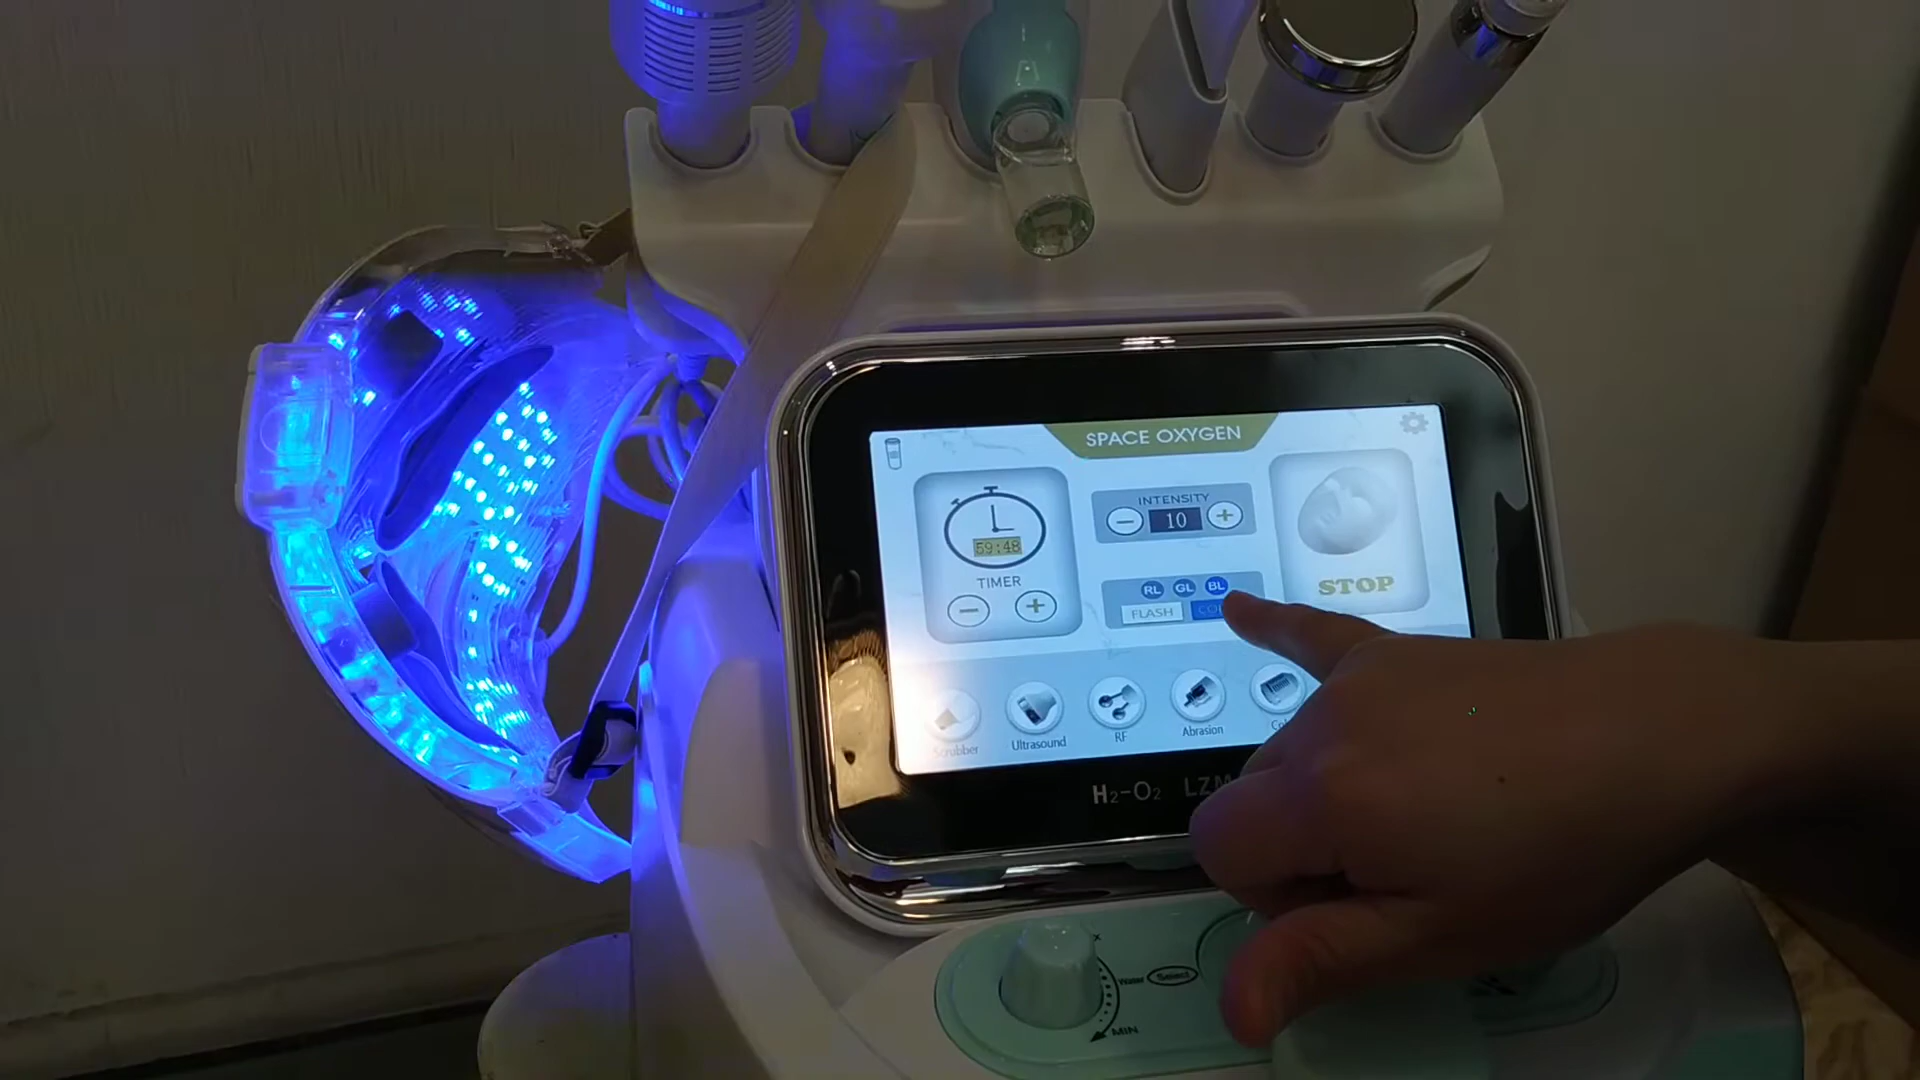 SPACE OXYGEN
INTENSITY
10
59:48
TIMER
RL GL BL
FLASH
STOP
Scrubber
Ultrasound
RF
Abrasion
H2-O2
Water
Select
MIN